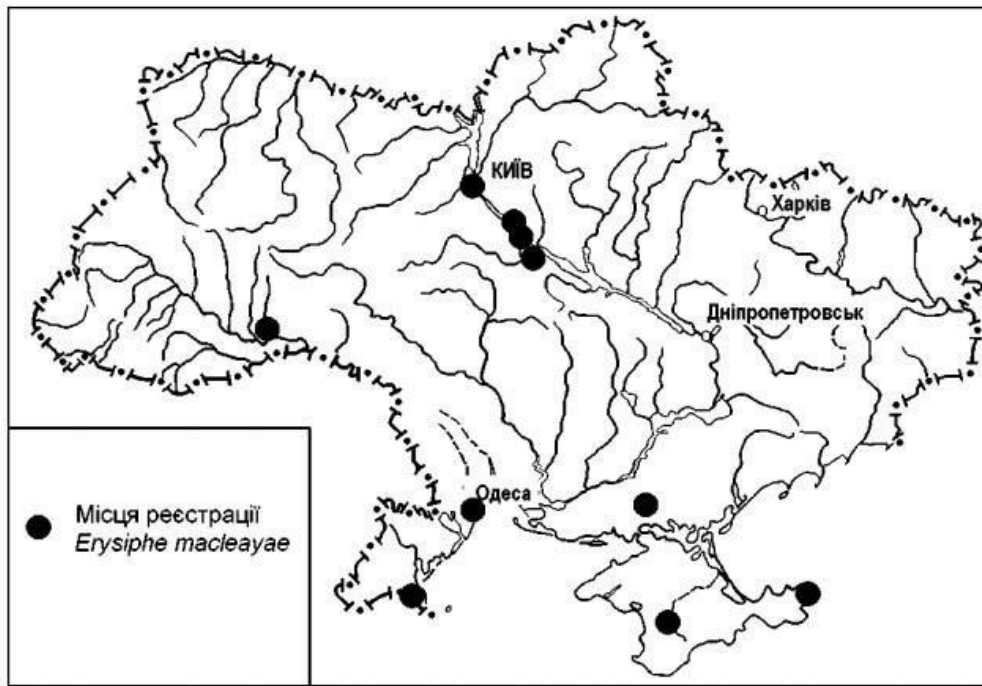 КИЇВ
Харків
Дніпропетровськ
Одеса
Місця реєстрації
Erysiphe macleayae